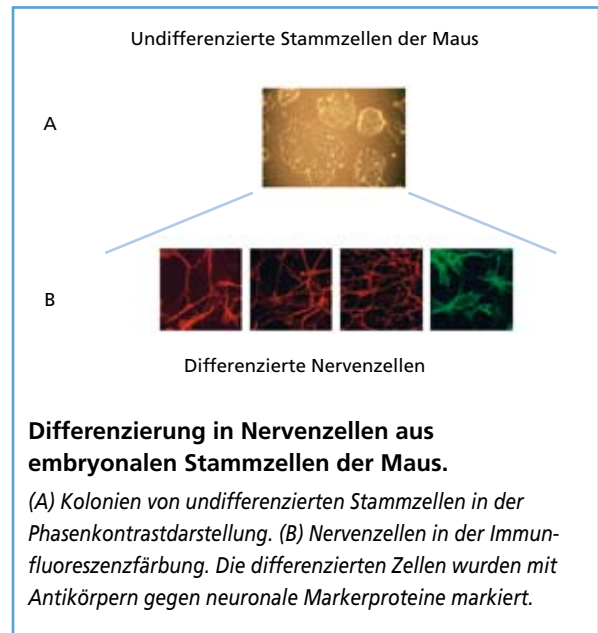 Undifferenzierte Stammzellen der Maus
A
B
Differenzierte Nervenzellen
Differenzierung in Nervenzellen aus
embryonalen Stammzellen der Maus.
(A) Kolonien von undifferenzierten Stammzellen in der
Phasenkontrastdarstellung. (B) Nervenzellen in der Immun-
fluoreszenzfärbung. Die differenzierten Zellen wurden mit
Antikörpern gegen neuronale Markerproteine markiert.